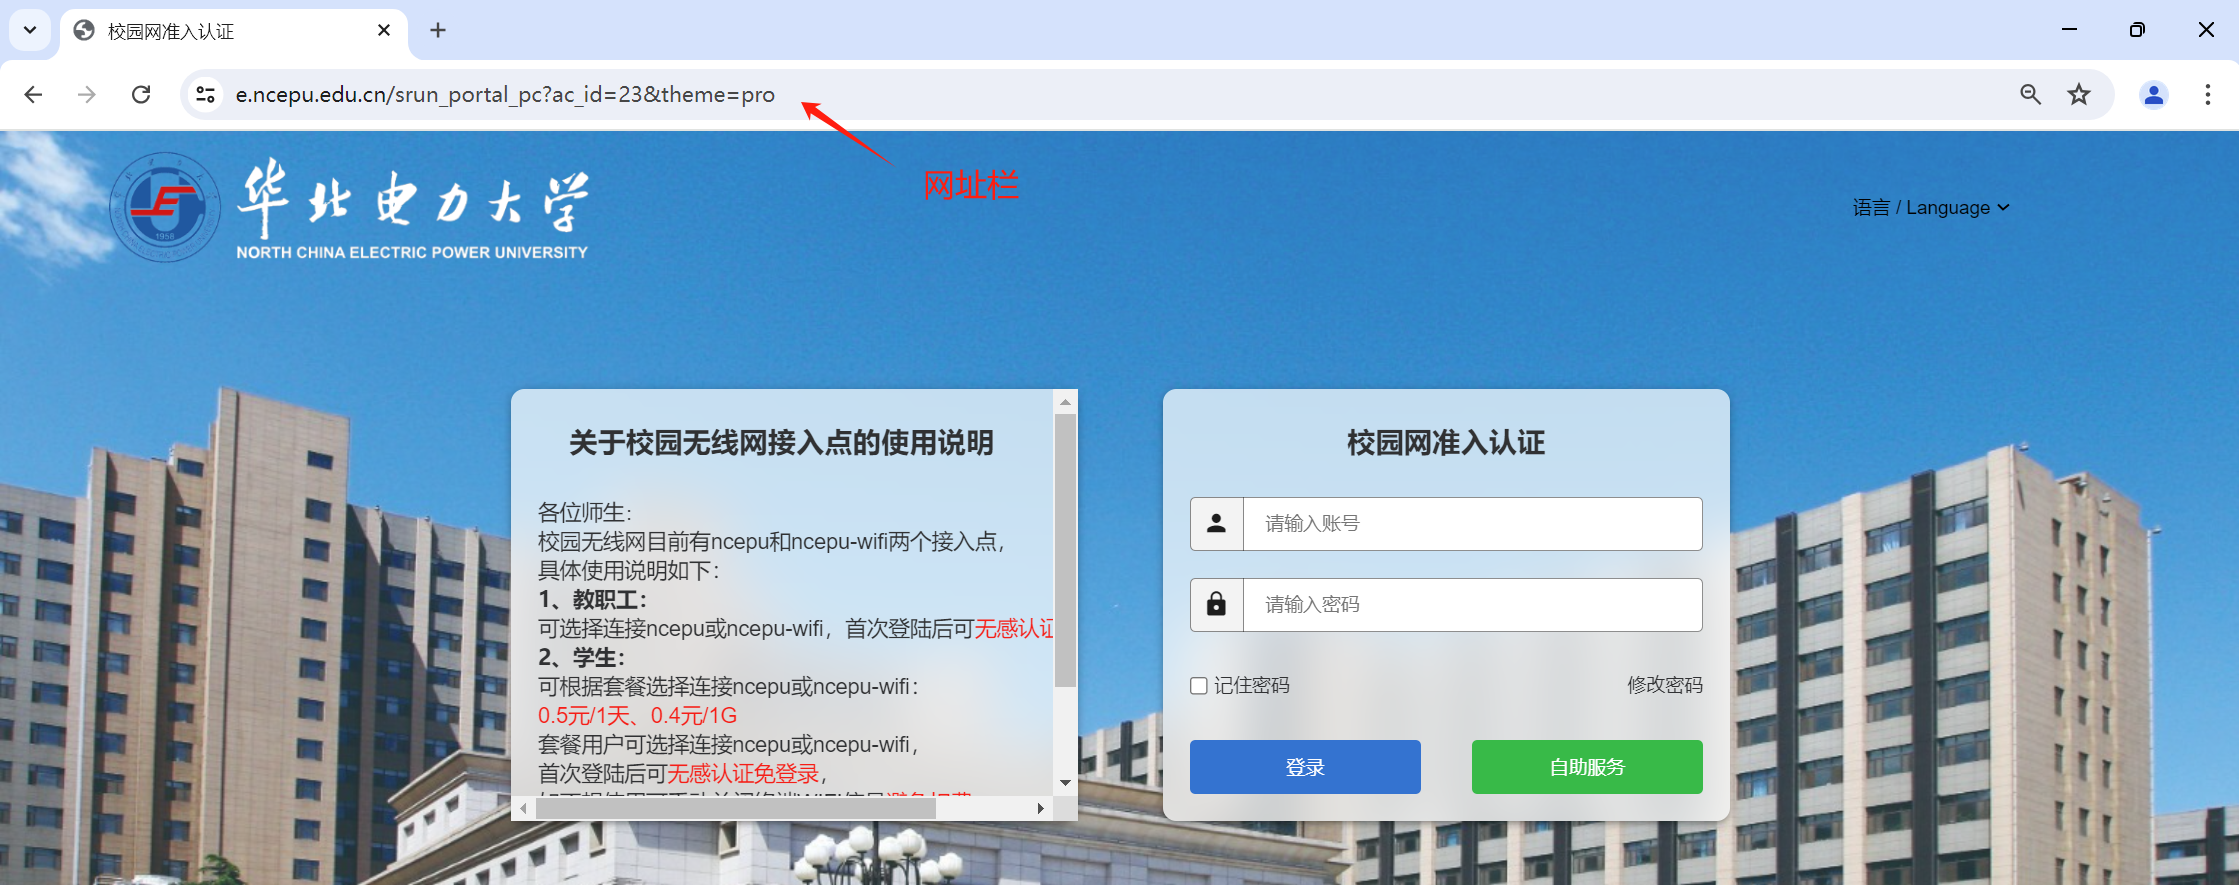 校园网准入认证
e.ncepu.edu.cn/srun_portal_pc?ac_id=23&theme=pro
网址栏
华北电力大学
NORTH CHINA ELECTRIC POWER UNIVERSITY
1958
语言 / Language
关于校园无线网接入点的使用说明
各位师生：
校园无线网目前有ncepu和ncepu-wifi两个接入点，
具体使用说明如下：
1、教职工：
可选择连接ncepu或ncepu-wifi，首次登陆后可无感认证
2、学生：
可根据套餐选择连接ncepu或ncepu-wifi：
0.5元/1天、0.4元/1G
套餐用户可选择连接ncepu或ncepu-wifi，
首次登陆后可无感认证免登录，
校园网准入认证
请输入账号
请输入密码
记住密码
修改密码
登录
自助服务